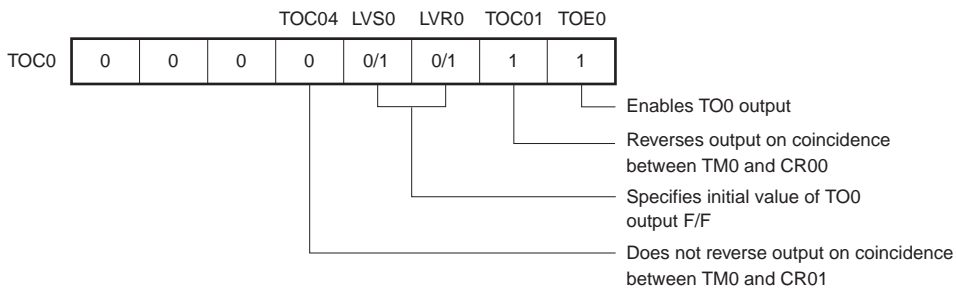 TOC04 LVS0 LVR0 TOC01 TOE0
TOC0 0 0 0 0 0/1 0/1 1 1
Enables TO0 output
Reverses output on coincidence
between TM0 and CR00
Specifies initial value of TO0
output F/F
Does not reverse output on coincidence
between TM0 and CR01